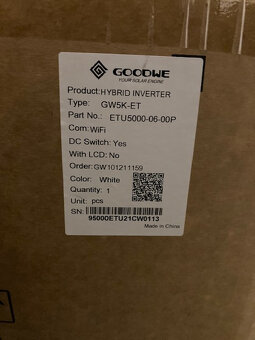 GOODWE
YOUR SOLAR ENGINE
Product: HYBRID INVERTER
Type: GW5K-ET
Part No.: ETU5000-06-00P
Com: WiFi
DC Switch: Yes
With LCD: No
Order: GW101211159
Color: White
Quantity: 1
Unit: pcs
SN:
95000ETU21CW0113
Made in China